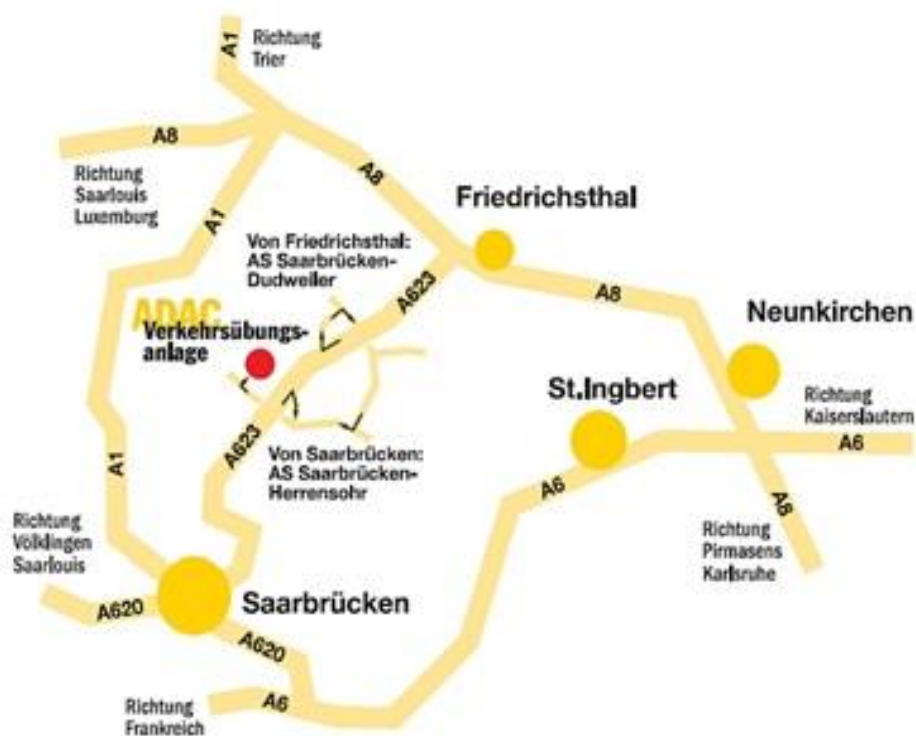 A1
Richtung
Trier
A8
Richtung
Saarlouis
Luxemburg
A1
A8
Friedrichsthal
Von Friedrichsthal:
AS Saarbrücken-
Dudweiler
A623
A8
Neunkirchen
ADAC
Verkehrsübungs-
anlage
St.Ingbert
Richtung
Kaiserslautern
A6
A623
Von Saarbrücken:
AS Saarbrücken-
Herrensohr
A1
A6
A8
Richtung
Völklingen
Saarlouis
Richtung
Pirmasens
Karlsruhe
A620
Saarbrücken
A620
A6
Richtung
Frankreich